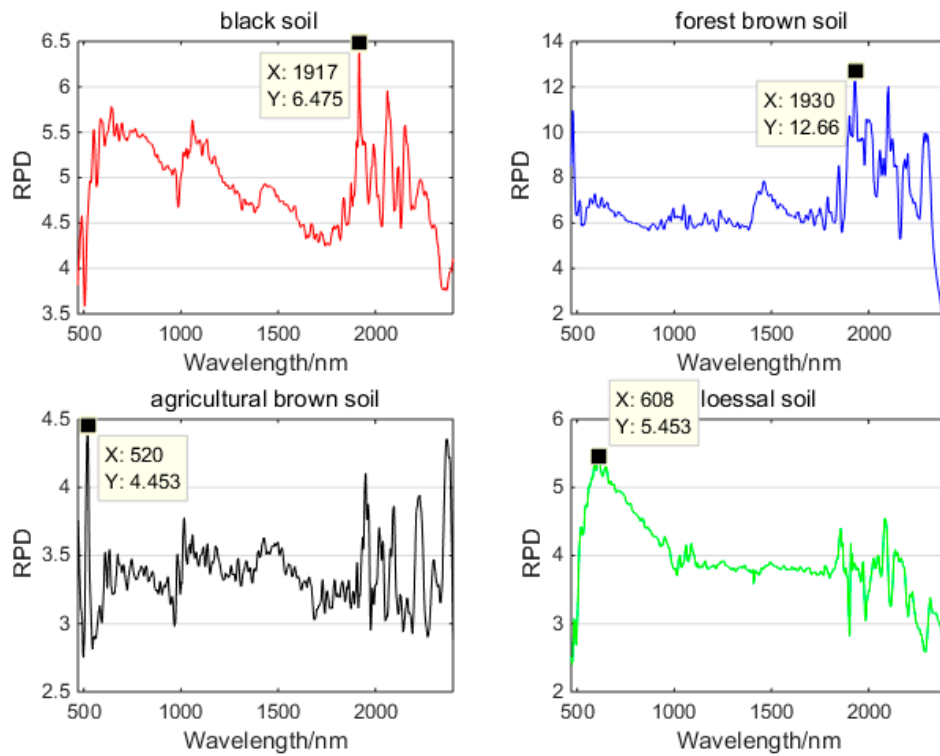 black soil
6.5
6
5.5
5
4.5
4
3.5
RPD
X: 1917
Y: 6.475
500
1000
1500
2000
Wavelength/nm
forest brown soil
14
12
10
8
6
4
2
RPD
X: 1930
Y: 12.66
500
1000
1500
2000
Wavelength/nm
agricultural brown soil
4.5
4
3.5
3
2.5
RPD
X: 520
Y: 4.453
500
1000
1500
2000
Wavelength/nm
loessal soil
6
5
4
3
2
RPD
X: 608
Y: 5.453
500
1000
1500
2000
Wavelength/nm